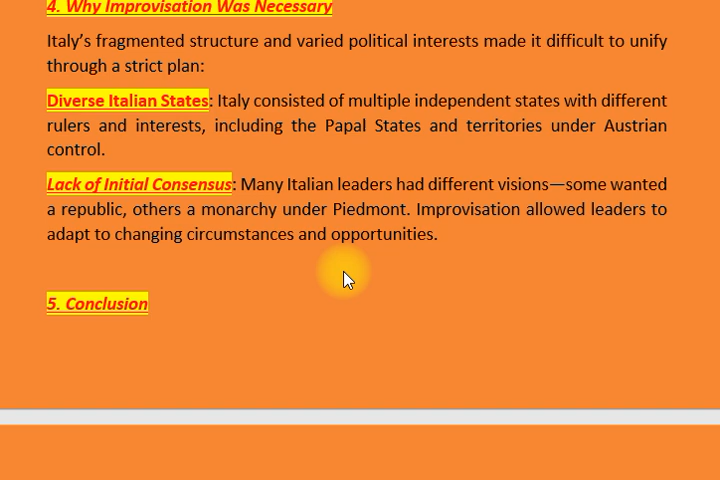 4. Why Improvisation Was Necessary
Italy’s fragmented structure and varied political interests made it difficult to unify
through a strict plan:
Diverse Italian States: Italy consisted of multiple independent states with different
rulers and interests, including the Papal States and territories under Austrian
control.
Lack of Initial Consensus: Many Italian leaders had different visions—some wanted
a republic, others a monarchy under Piedmont. Improvisation allowed leaders to
adapt to changing circumstances and opportunities.
5. Conclusion